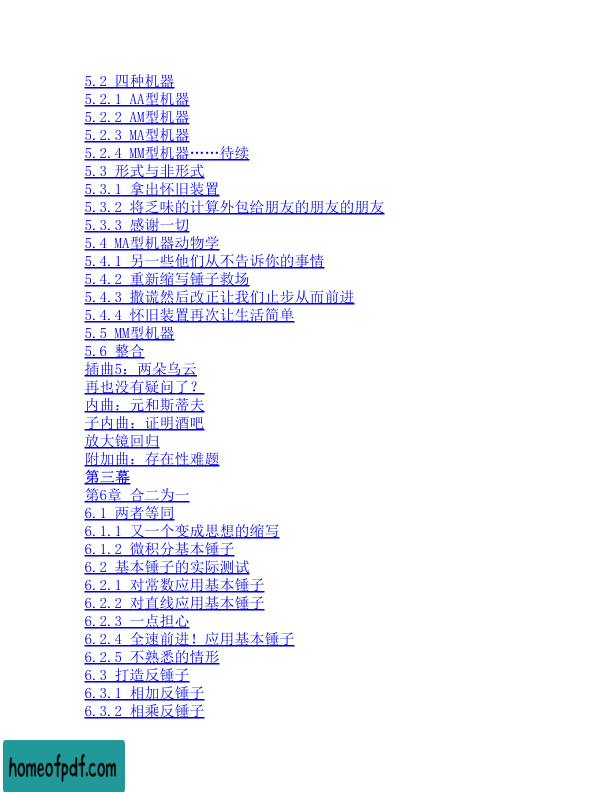 5.2 四种机器
5.2.1 AA型机器
5.2.2 AM型机器
5.2.3 MA型机器
5.2.4 MM型机器……待续
5.3 形式与非形式
5.3.1 拿出怀旧装置
5.3.2 将乏味的计算外包给朋友的朋友的朋友
5.3.3 感谢一切
5.4 MA型机器动物学
5.4.1 另一些他们从不告诉你的事情
5.4.2 重新缩写锤子救场
5.4.3 撒谎然后改正让我们止步从而前进
5.4.4 怀旧装置再次让生活简单
5.5 MM型机器
5.6 整合
插曲5：两朵乌云
再也没有疑问了？
内曲：元和斯蒂夫
子内曲：证明酒吧
放大镜回归
附加曲：存在性难题
第三幕
第6章 合二为一
6.1 两者等同
6.1.1 又一个变成思想的缩写
6.1.2 微积分基本锤子
6.2 基本锤子的实际测试
6.2.1 对常数应用基本锤子
6.2.2 对直线应用基本锤子
6.2.3 一点担心
6.2.4 全速前进！应用基本锤子
6.2.5 不熟悉的情形
6.3 打造反锤子
6.3.1 相加反锤子
6.3.2 相乘反锤子
homeofpdf.com